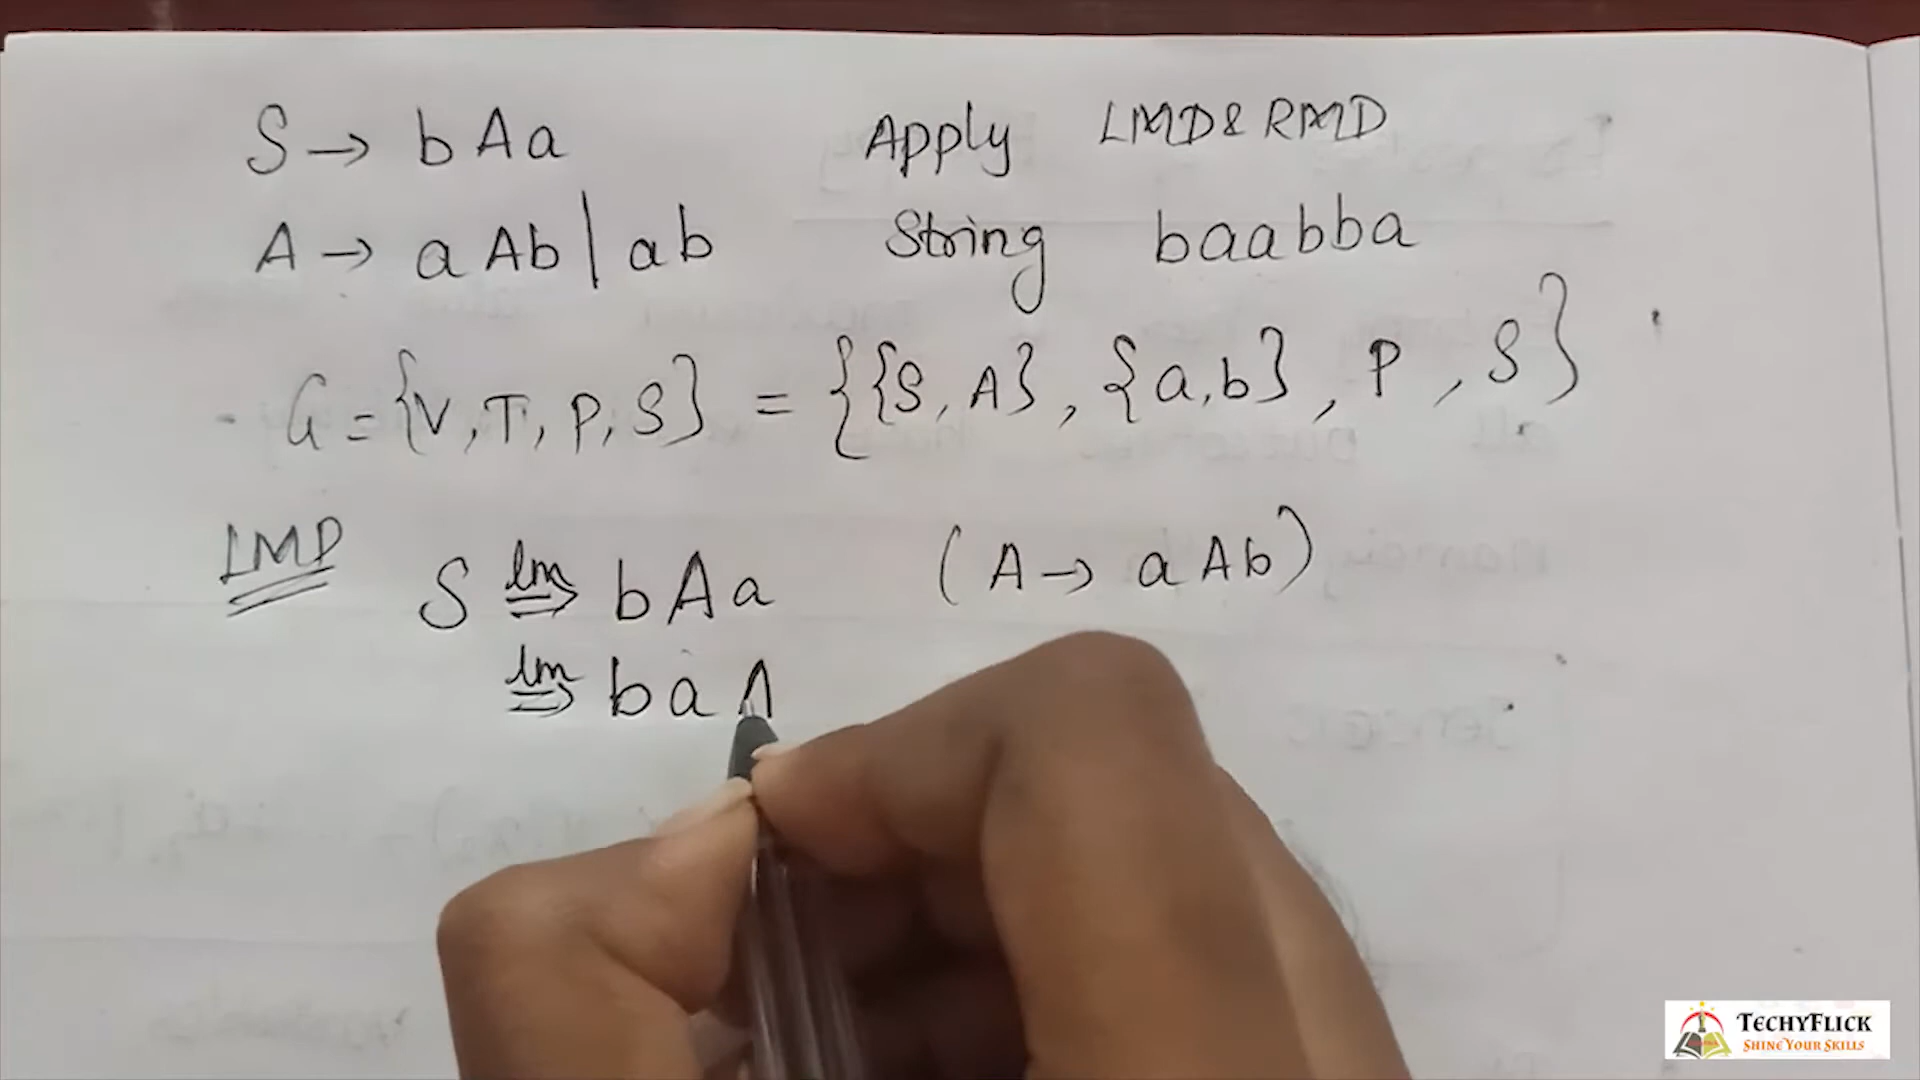 S → bAa Apply LMD & RMD
A → aAb | ab String baabba
G = {V, T, P, S} = {{S, A}, {a, b}, P, S}
LMD S lm⇒ bAa (A → aAb)
lm⇒ baA
TECHYFLICK
SHINE YOUR SKILLS